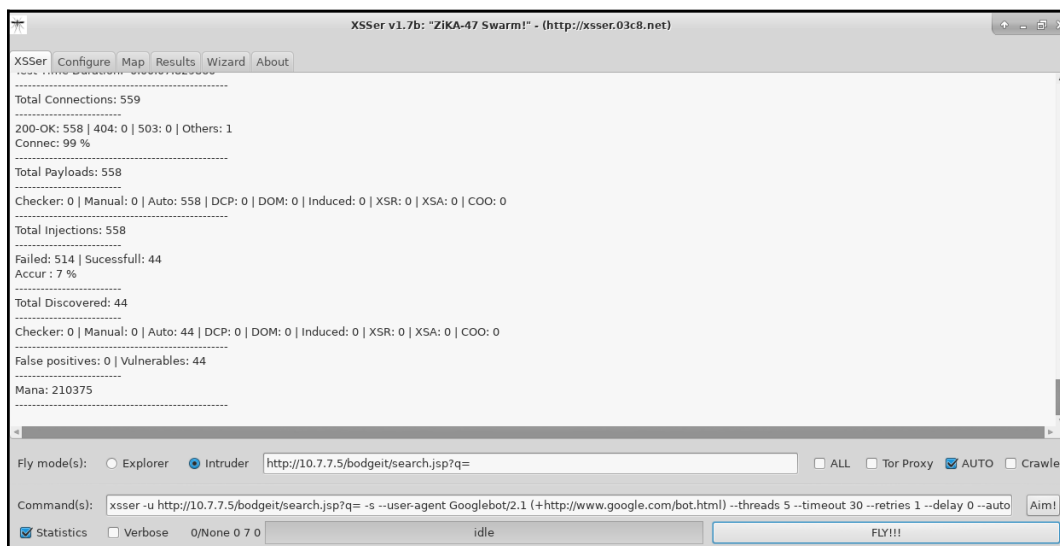 XSSer v1.7b: "ZiKA-47 Swarm!" - (http://xsser.03c8.net)
XSSer Configure Map Results Wizard About
----------------------------------------------------
Total Connections: 559
--------------------------
200-OK: 558 | 404: 0 | 503: 0 | Others: 1
Connec: 99 %
----------------------------------------------------
Total Payloads: 558
--------------------------
Checker: 0 | Manual: 0 | Auto: 558 | DCP: 0 | DOM: 0 | Induced: 0 | XSR: 0 | XSA: 0 | COO: 0
----------------------------------------------------
Total Injections: 558
--------------------------
Failed: 514 | Sucessfull: 44
Accur : 7 %
--------------------------
Total Discovered: 44
--------------------------
Checker: 0 | Manual: 0 | Auto: 44 | DCP: 0 | DOM: 0 | Induced: 0 | XSR: 0 | XSA: 0 | COO: 0
----------------------------------------------------
False positives: 0 | Vulnerables: 44
--------------------------
Mana: 210375
----------------------------------------------------
Fly mode(s): Explorer Intruder http://10.7.7.5/bodgeit/search.jsp?q= ALL Tor Proxy AUTO Crawle
Command(s): xsser -u http://10.7.7.5/bodgeit/search.jsp?q= -s --user-agent Googlebot/2.1 (+http://www.google.com/bot.html) --threads 5 --timeout 30 --retries 1 --delay 0 --auto Aim!
Statistics Verbose 0/None 0 7 0 idle FLY!!!